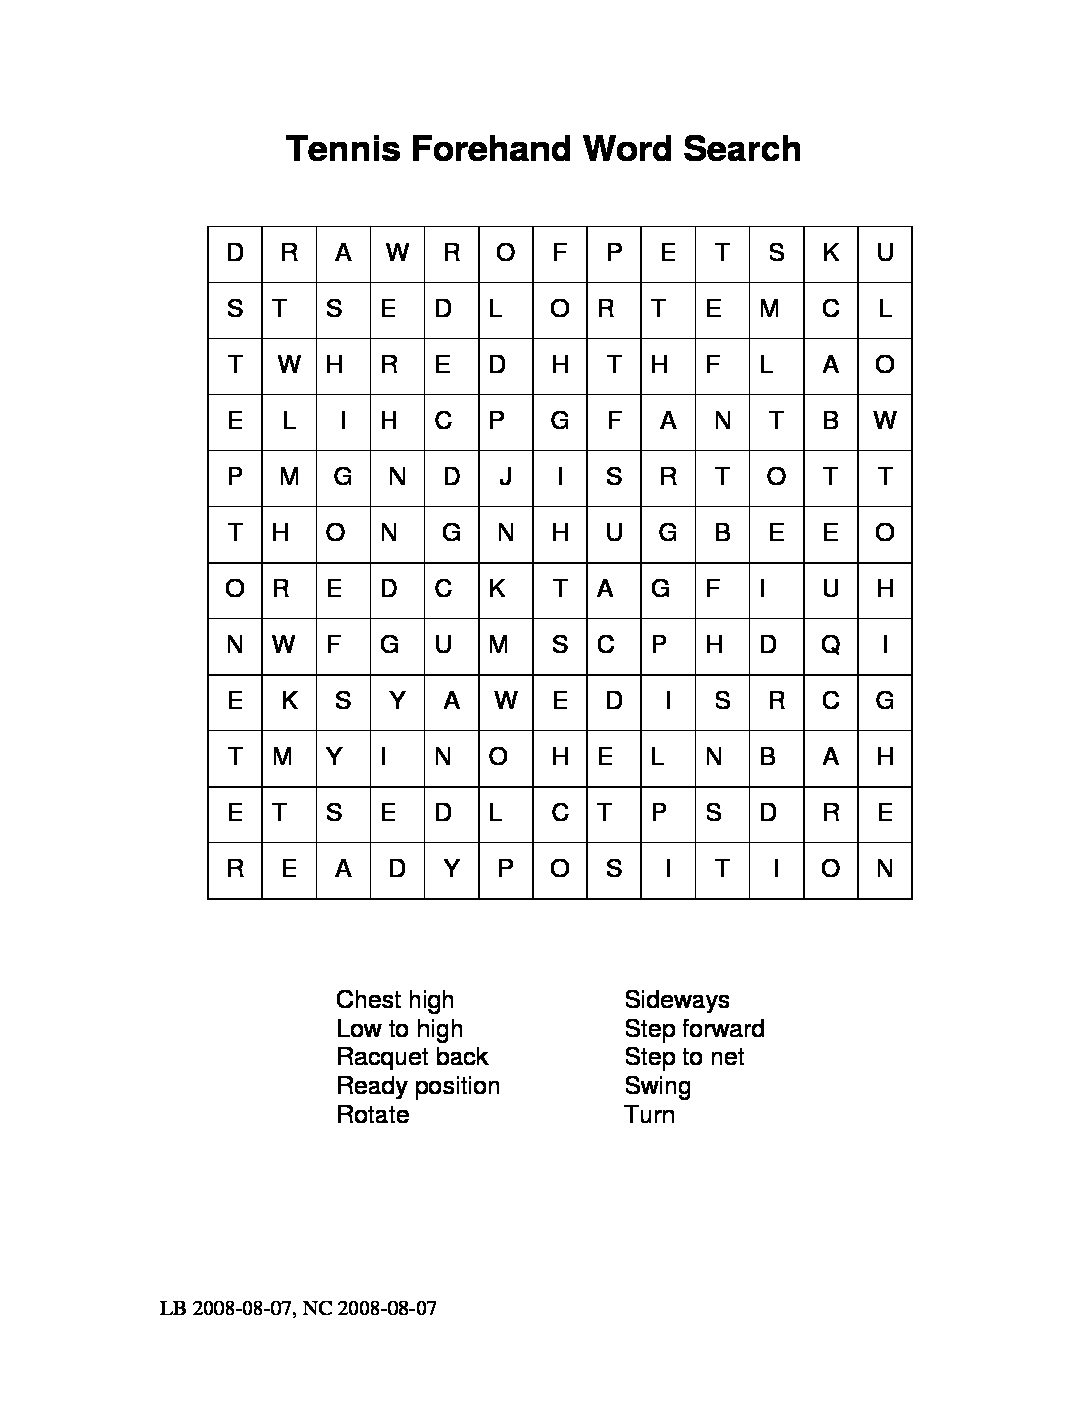 Tennis Forehand Word Search
D R A W R O F P E T S K U
S T S E D L O R T E M C L
T W H R E D H T H F L A O
E L I H C P G F A N T B W
P M G N D J I S R T O T T
T H O N G N H U G B E E O
O R E D C K T A G F I U H
N W F G U M S C P H D Q I
E K S Y A W E D I S R C G
T M Y I N O H E L N B A H
E T S E D L C T P S D R E
R E A D Y P O S I T I O N
Chest high Sideways
Low to high Step forward
Racquet back Step to net
Ready position Swing
Rotate Turn
LB 2008-08-07, NC 2008-08-07